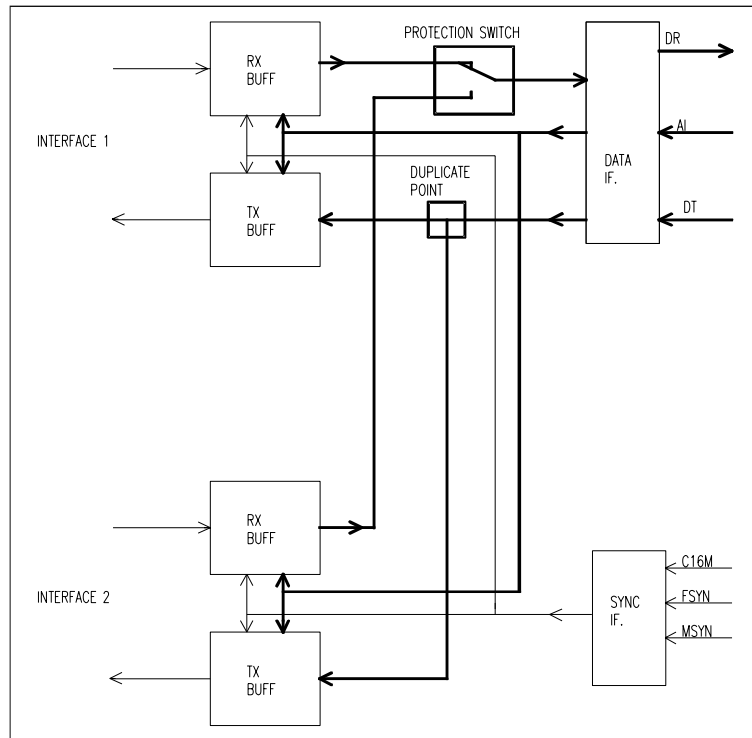 PROTECTION SWITCH
DR
RX
BUFF
AI
INTERFACE 1
DATA
IF.
DUPLICATE
POINT
TX
BUFF
DT
RX
BUFF
C16M
INTERFACE 2
FSYN
SYNC
IF.
MSYN
TX
BUFF